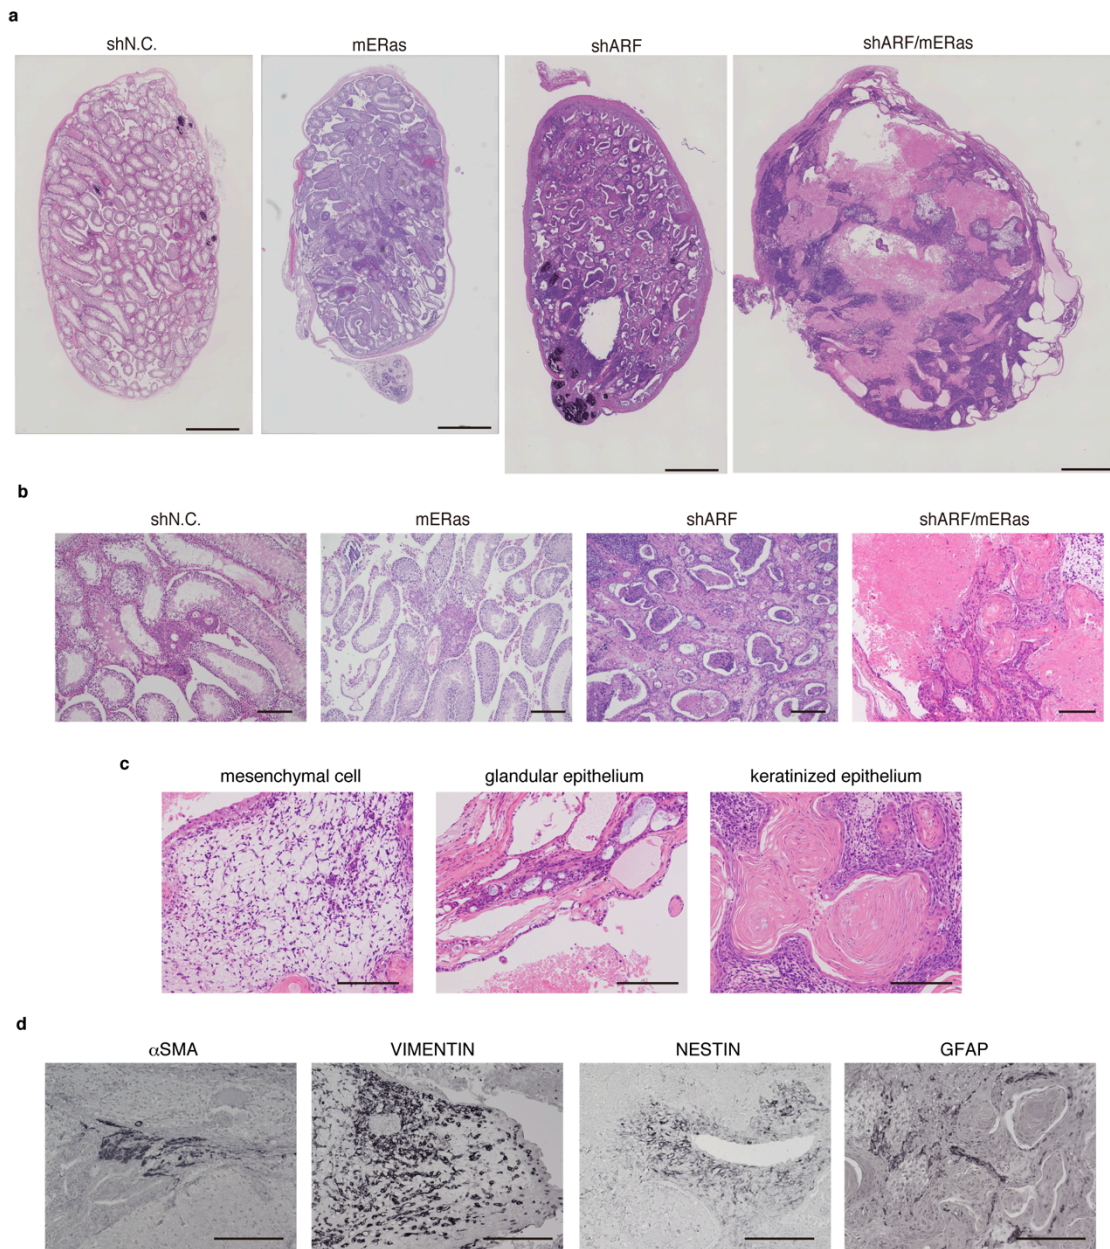 a
shN.C. mERas shARF shARF/mERas
b
shN.C. mERas shARF shARF/mERas
c
mesenchymal cell glandular epithelium keratinized epithelium
d
αSMA VIMENTIN NESTIN GFAP